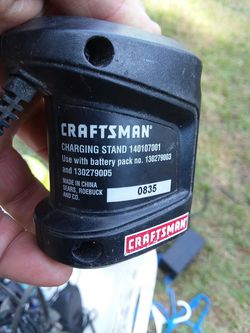 CRAFTSMAN®
CHARGING STAND 140107001
Use with battery pack no. 130279003
and 130279005
MADE IN CHINA
SEARS, ROEBUCK
AND CO.
0835
CRAFTSMAN®